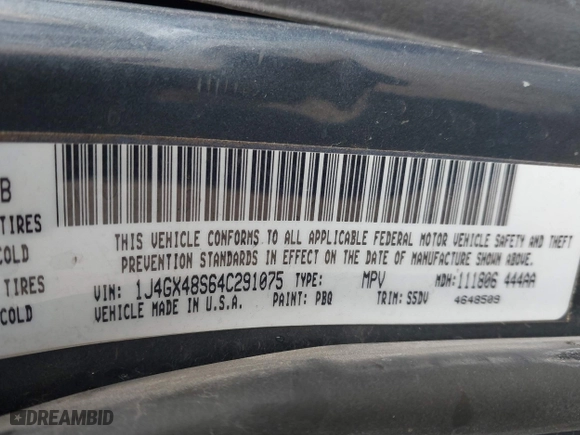 B
TIRES
COLD
TIRES
COLD
THIS VEHICLE CONFORMS TO ALL APPLICABLE FEDERAL MOTOR VEHICLE SAFETY AND THEFT
PREVENTION STANDARDS IN EFFECT ON THE DATE OF MANUFACTURE SHOWN ABOVE.
VIN: 1J4GX48S64C291075 TYPE: MPV MDH: 111806 444AA
VEHICLE MADE IN U.S.A. PAINT: PBQ TRIM: S5DV 4648509
DREAMBID